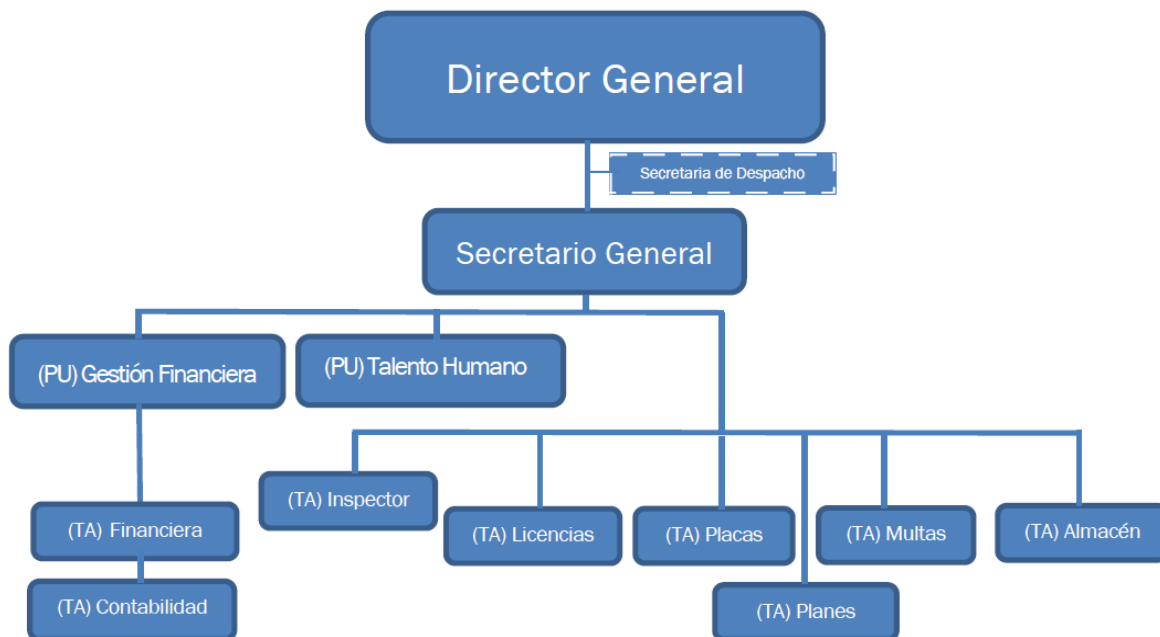 Director General
Secretaria de Despacho
Secretario General
(PU) Gestión Financiera
(PU) Talento Humano
(TA) Inspector
(TA) Financiera
(TA) Licencias
(TA) Placas
(TA) Multas
(TA) Almacén
(TA) Contabilidad
(TA) Planes